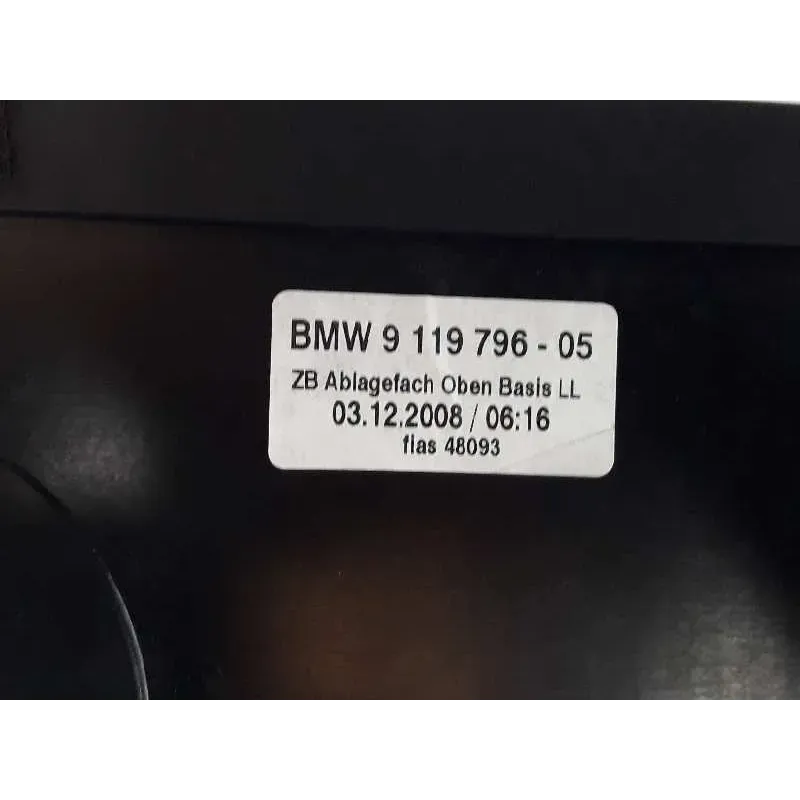 BMW 9 119 796 - 05
ZB Ablagefach Oben Basis LL
03.12.2008 / 06:16
fias 48093